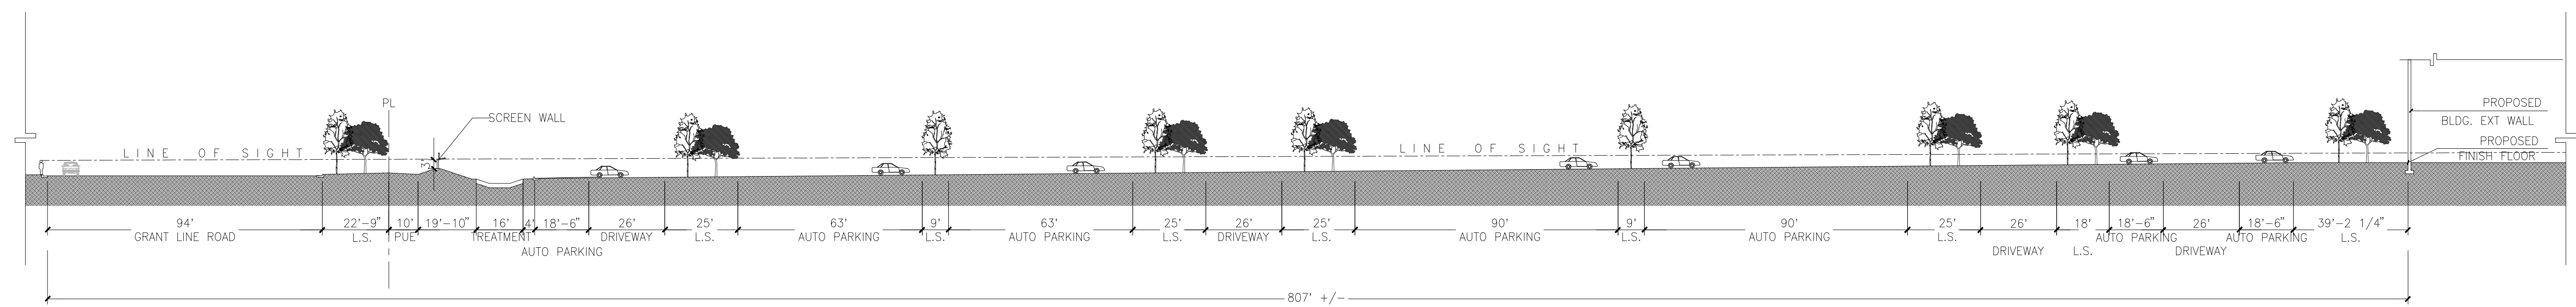 PL
SCREEN WALL
LINE OF SIGHT
3'
LINE OF SIGHT
PROPOSED
BLDG. EXT WALL
PROPOSED
FINISH FLOOR
94'
GRANT LINE ROAD
22'-9"
L.S.
10'
PUE
19'-10"
16'
TREATMENT
4'
18'-6"
AUTO PARKING
26'
DRIVEWAY
25'
L.S.
63'
AUTO PARKING
9'
L.S.
63'
AUTO PARKING
25'
L.S.
26'
DRIVEWAY
25'
L.S.
90'
AUTO PARKING
9'
L.S.
90'
AUTO PARKING
25'
L.S.
26'
DRIVEWAY
18'
L.S.
18'-6"
AUTO PARKING
26'
DRIVEWAY
18'-6"
AUTO PARKING
39'-2 1/4"
L.S.
807' +/-